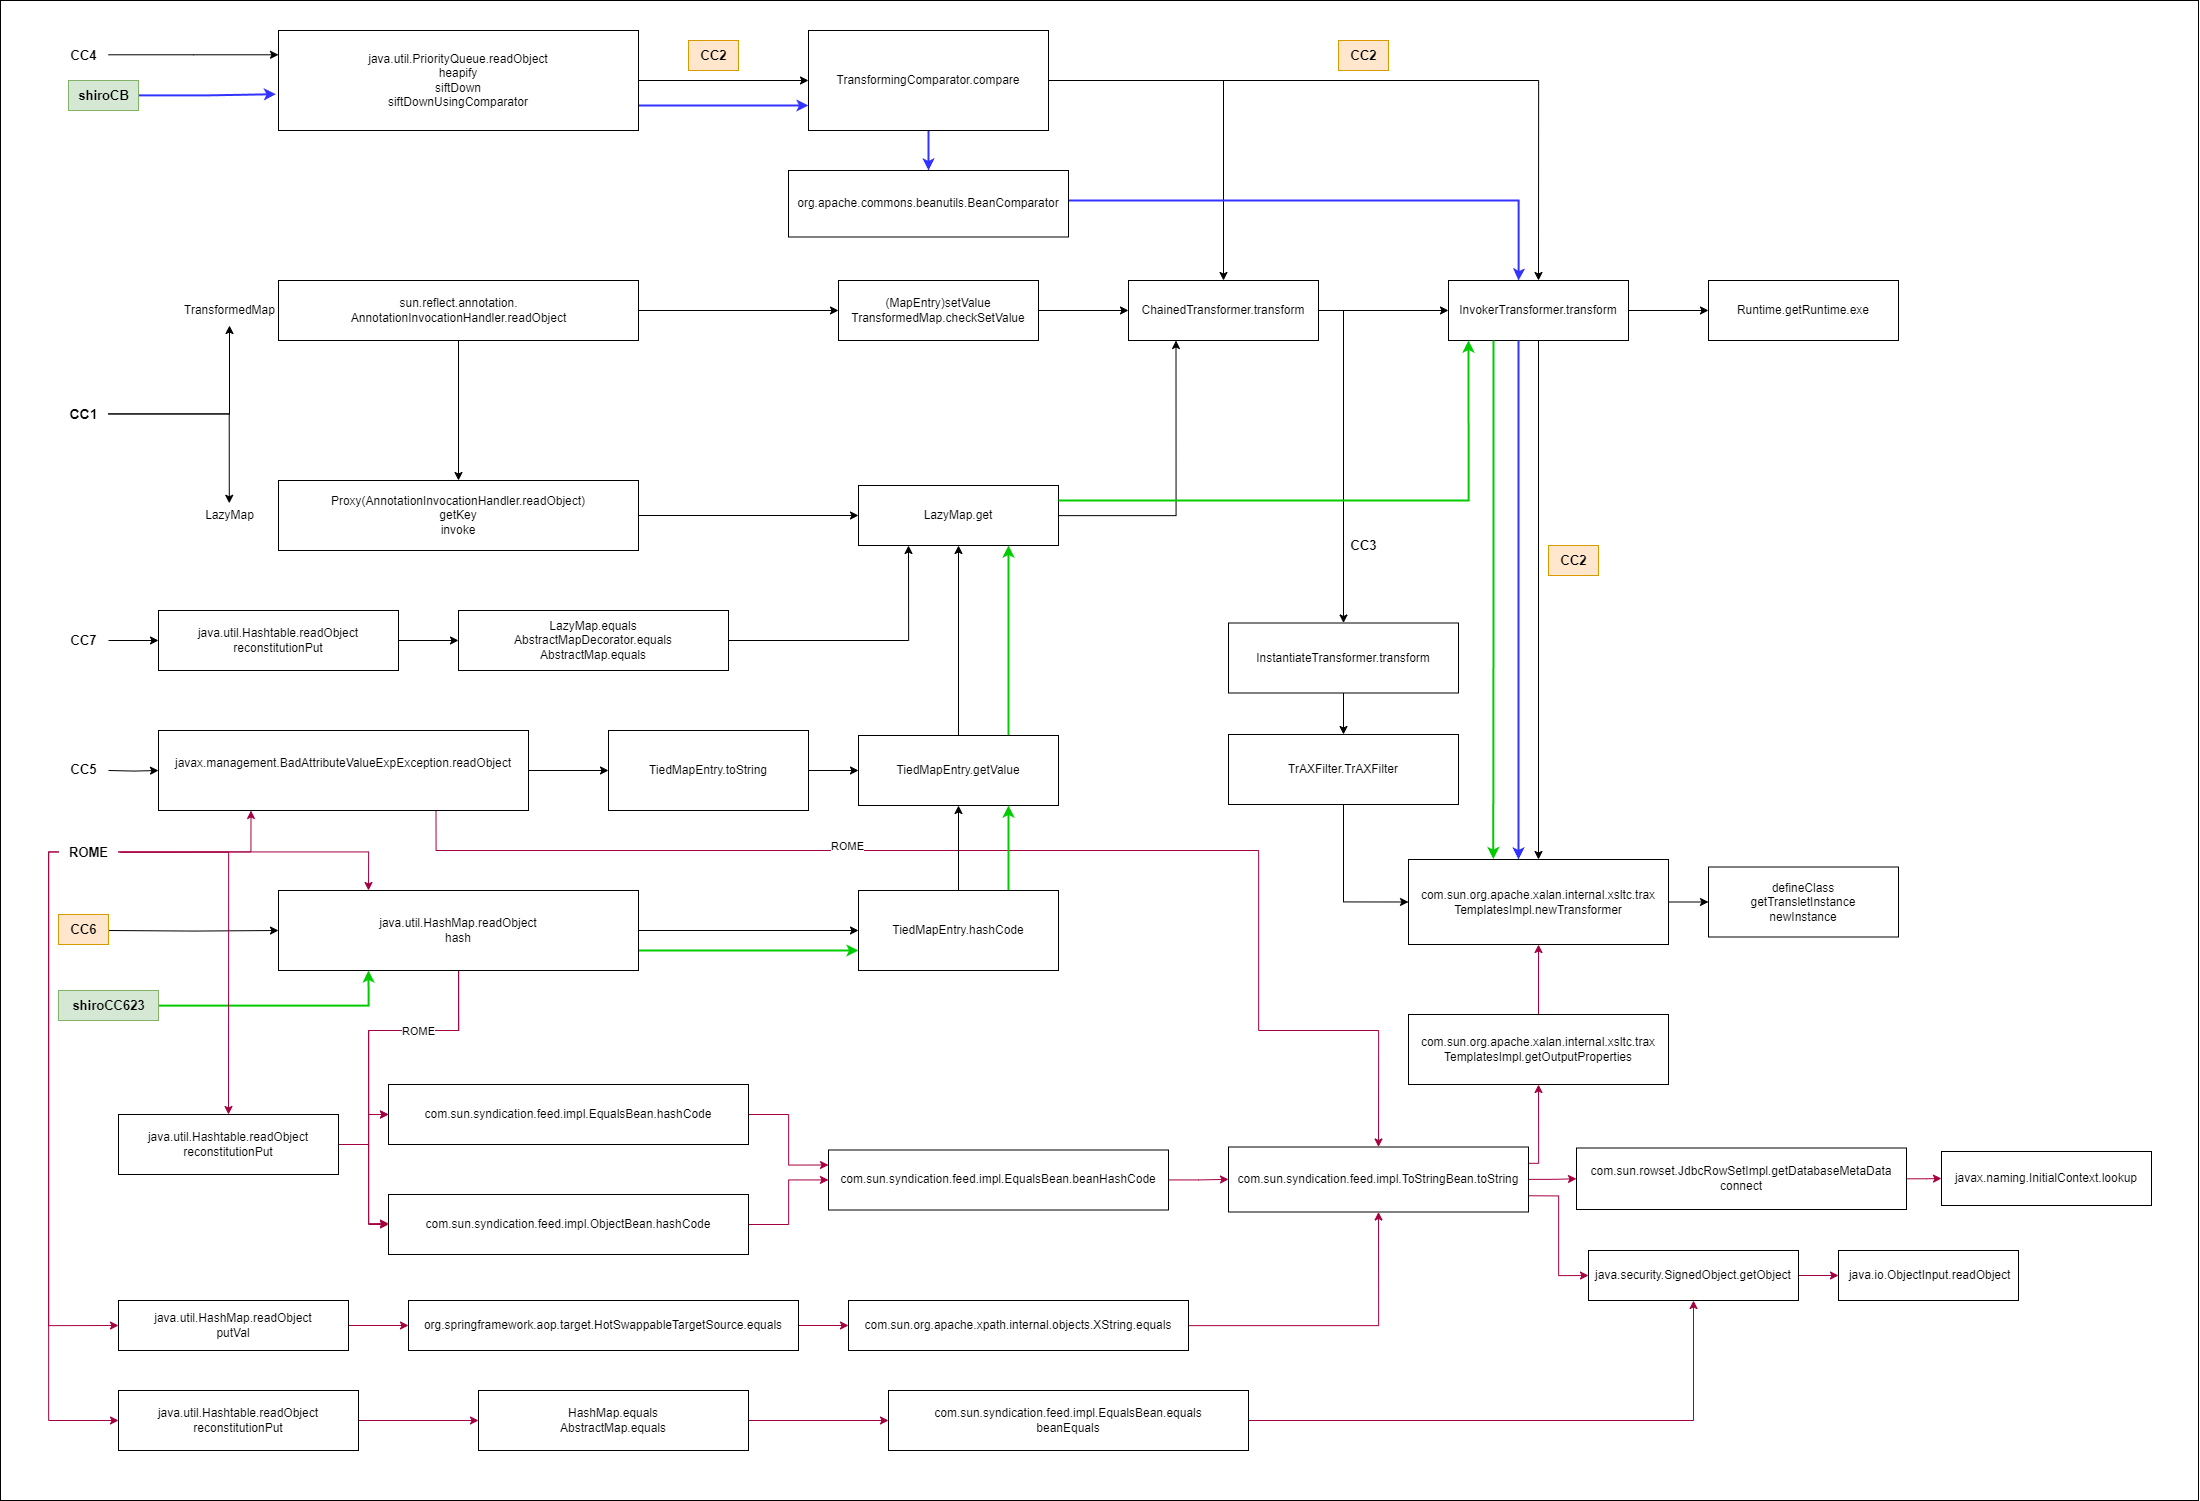 CC4
shiroCB
java.util.PriorityQueue.readObject
heapify
siftDown
siftDownUsingComparator
CC2
TransformingComparator.compare
CC2
org.apache.commons.beanutils.BeanComparator
TransformedMap
sun.reflect.annotation.
AnnotationInvocationHandler.readObject
(MapEntry)setValue
TransformedMap.checkSetValue
ChainedTransformer.transform
InvokerTransformer.transform
Runtime.getRuntime.exe
CC1
LazyMap
Proxy(AnnotationInvocationHandler.readObject)
getKey
invoke
LazyMap.get
CC3
CC2
CC7
java.util.Hashtable.readObject
reconstitutionPut
LazyMap.equals
AbstractMapDecorator.equals
AbstractMap.equals
InstantiateTransformer.transform
CC5
javax.management.BadAttributeValueExpException.readObject
TiedMapEntry.toString
TiedMapEntry.getValue
TrAXFilter.TrAXFilter
ROME
ROME
CC6
java.util.HashMap.readObject
hash
TiedMapEntry.hashCode
com.sun.org.apache.xalan.internal.xsltc.trax
TemplatesImpl.newTransformer
defineClass
getTransletInstance
newInstance
shiroCC623
ROME
com.sun.org.apache.xalan.internal.xsltc.trax
TemplatesImpl.getOutputProperties
java.util.Hashtable.readObject
reconstitutionPut
com.sun.syndication.feed.impl.EqualsBean.hashCode
com.sun.syndication.feed.impl.ObjectBean.hashCode
com.sun.syndication.feed.impl.EqualsBean.beanHashCode
com.sun.syndication.feed.impl.ToStringBean.toString
com.sun.rowset.JdbcRowSetImpl.getDatabaseMetaData
connect
javax.naming.InitialContext.lookup
java.security.SignedObject.getObject
java.io.ObjectInput.readObject
java.util.HashMap.readObject
putVal
org.springframework.aop.target.HotSwappableTargetSource.equals
com.sun.org.apache.xpath.internal.objects.XString.equals
java.util.Hashtable.readObject
reconstitutionPut
HashMap.equals
AbstractMap.equals
com.sun.syndication.feed.impl.EqualsBean.equals
beanEquals